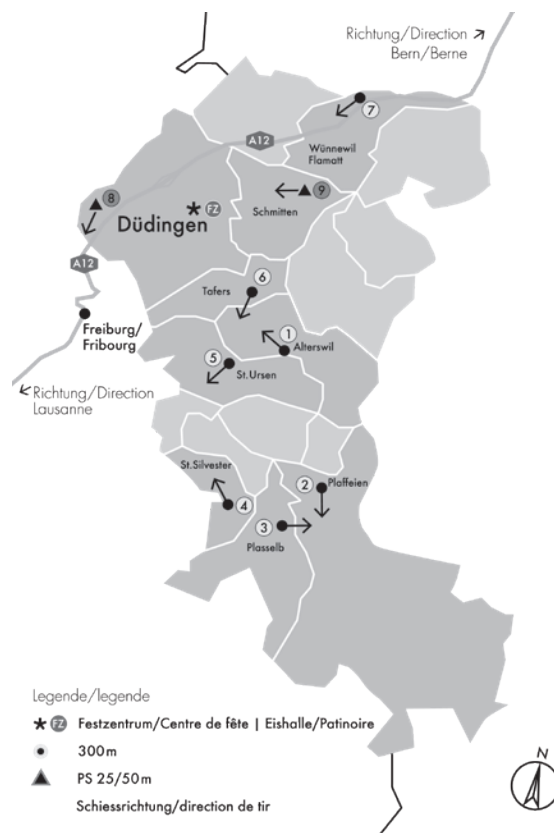 Richtung/Direction
Bern/Berne
7
A12
Wünnewil
Flamatt
8
9
FZ
Düdingen
Schmitten
A12
6
Tafers
Freiburg/
Fribourg
1
Alterswil
5
St.Ursen
Richtung/Direction
Lausanne
St.Silvester
2
Plaffeien
4
3
Plasselb
Legende/legende
FZ Festzentrum/Centre de fête | Eishalle/Patinoire
300m
PS 25/50m
Schiessrichtung/direction de tir
N